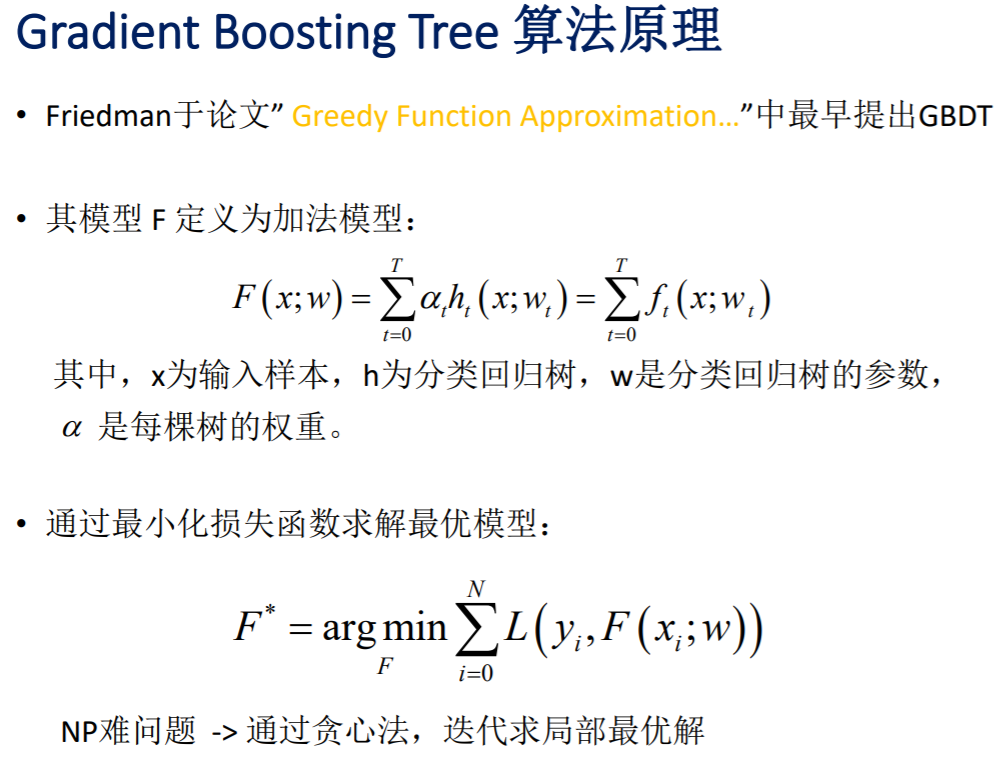 Gradient Boosting Tree 算法原理
• Friedman于论文” Greedy Function Approximation…”中最早提出GBDT
• 其模型 F 定义为加法模型：
F(x;w) = \sum_{t=0}^{T} α_t h_t(x;w_t) = \sum_{t=0}^{T} f_t(x;w_t)
其中，x为输入样本，h为分类回归树，w是分类回归树的参数，
α 是每棵树的权重。
• 通过最小化损失函数求解最优模型：
F^* = \arg\min_{F} \sum_{i=0}^{N} L(y_i, F(x_i;w))
NP难问题 -> 通过贪心法，迭代求局部最优解